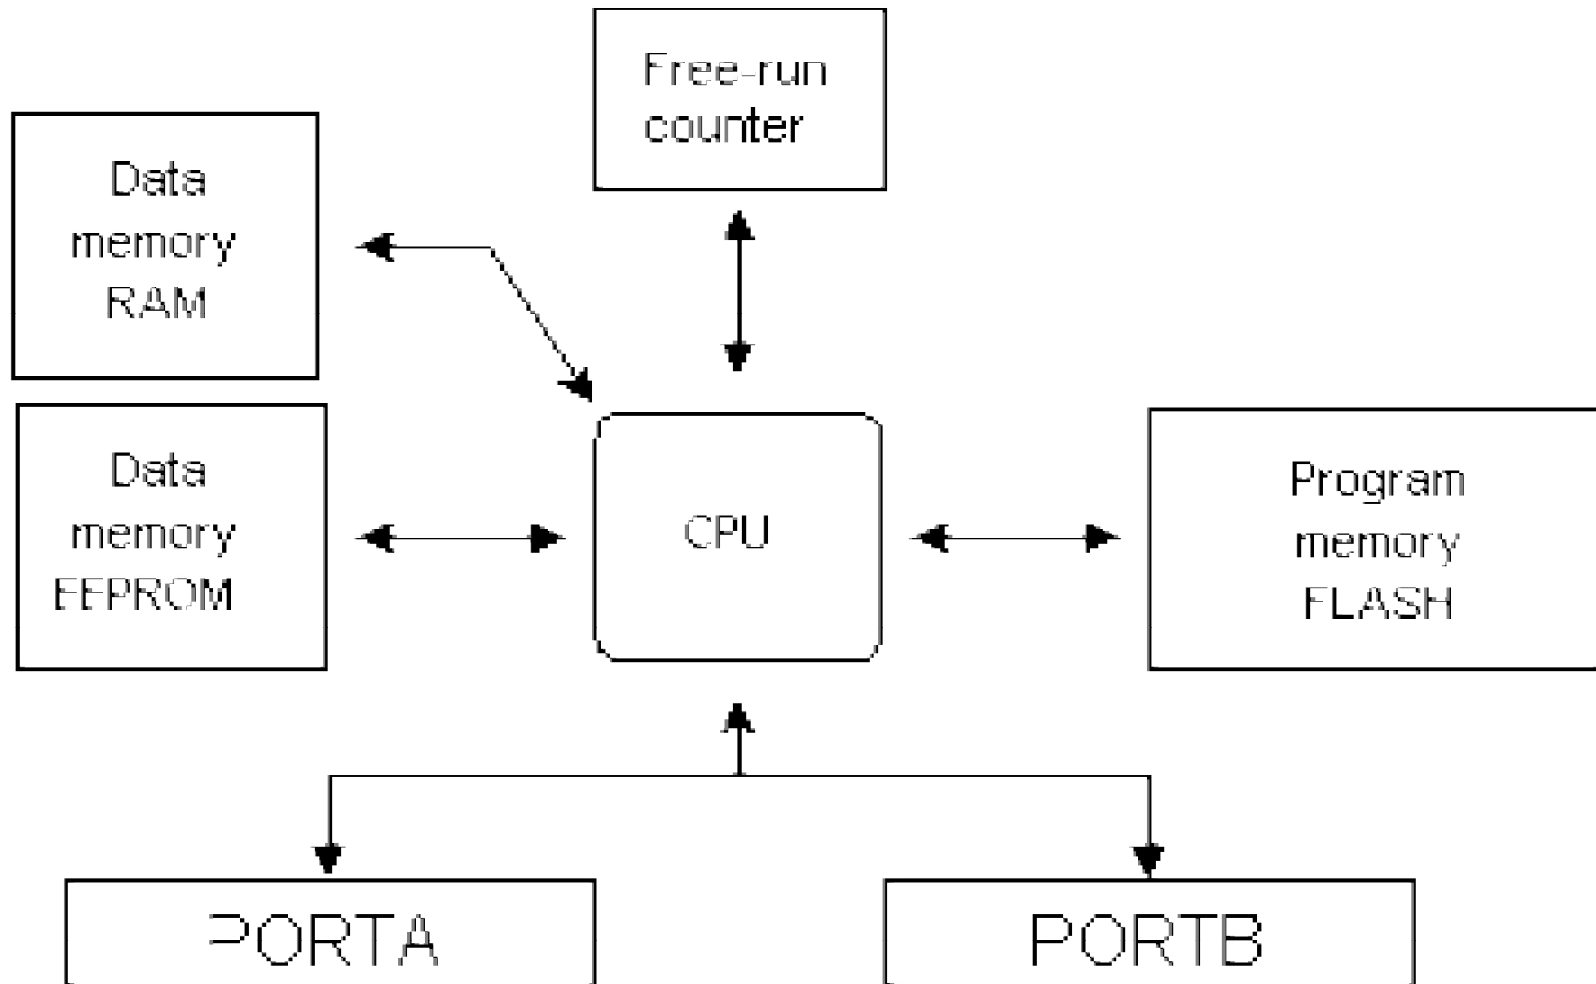 Free-run
counter
Data
memory
RAM
Data
memory
EEPROM
CPU
Program
memory
FLASH
PORTA
PORTB